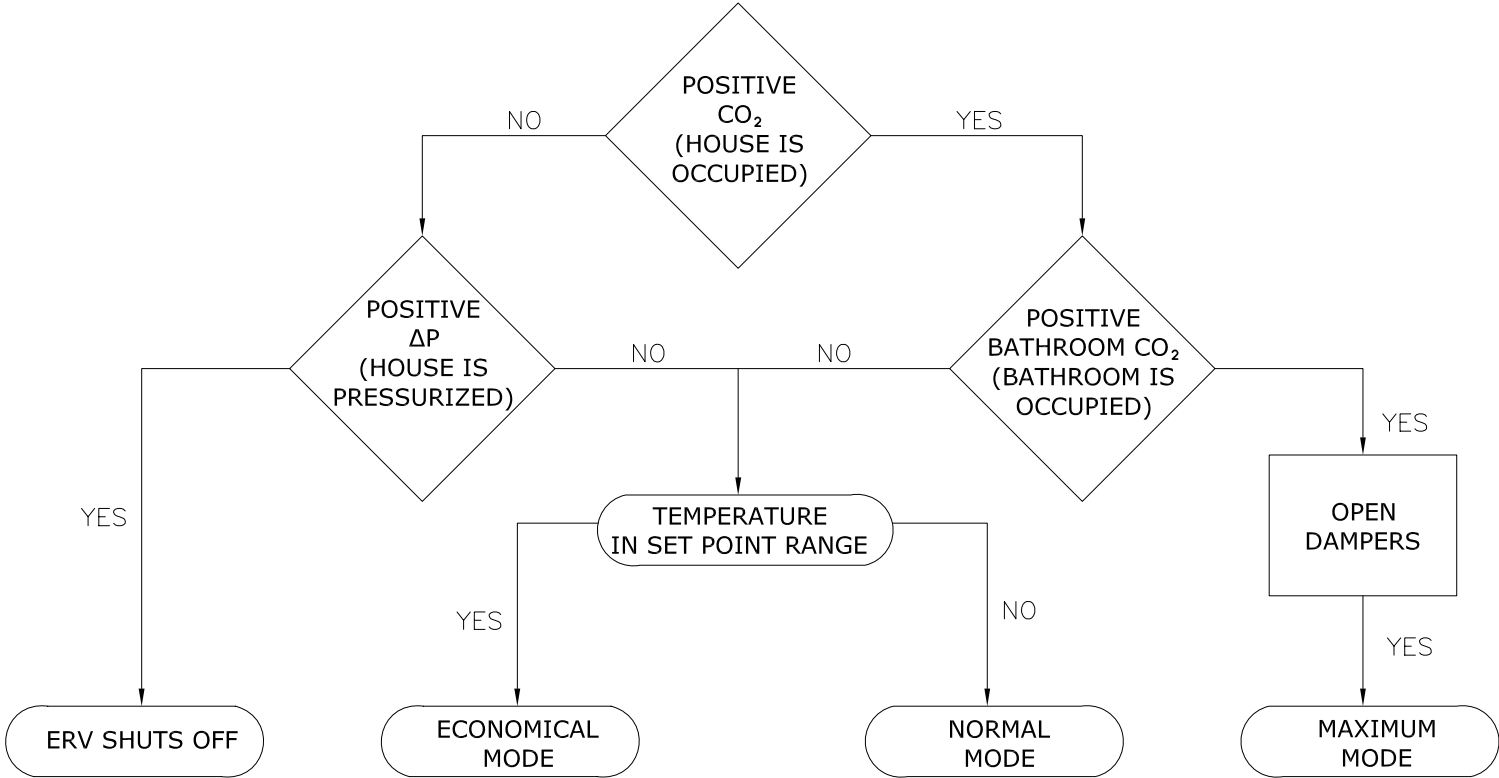 POSITIVE
CO₂
(HOUSE IS
OCCUPIED)
NO
YES
POSITIVE
ΔP
(HOUSE IS
PRESSURIZED)
POSITIVE
BATHROOM CO₂
(BATHROOM IS
OCCUPIED)
NO
NO
YES
YES
TEMPERATURE
IN SET POINT RANGE
OPEN
DAMPERS
YES
NO
YES
ERV SHUTS OFF
ECONOMICAL
MODE
NORMAL
MODE
MAXIMUM
MODE